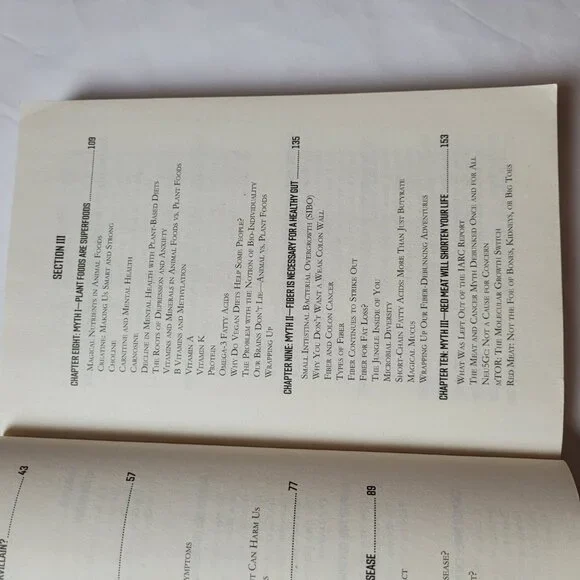 SECTION III
CHAPTER EIGHT: MYTH I—PLANT FOODS ARE SUPERFOODS 109
MAGICAL NUTRIENTS IN ANIMAL FOODS
CREATINE: MAKING US SMART AND STRONG
CHOLINE
CARNITINE AND MENTAL HEALTH
CARNOSINE
DECLINE IN MENTAL HEALTH WITH PLANT-BASED DIETS
THE ROOTS OF DEPRESSION AND ANXIETY
VITAMINS AND MINERALS IN ANIMAL FOODS VS. PLANT FOODS
B VITAMINS AND METHYLATION
VITAMIN A
VITAMIN K
PROTEIN
OMEGA-3 FATTY ACIDS
WHY DO VEGAN DIETS HELP SOME PEOPLE?
THE PROBLEM WITH THE NOTION OF BIO-INDIVIDUALITY
OUR BRAINS DON'T LIE—ANIMAL VS. PLANT FOODS
WRAPPING UP
CHAPTER NINE: MYTH II—FIBER IS NECESSARY FOR A HEALTHY GUT 135
SMALL INTESTINAL BACTERIAL OVERGROWTH (SIBO)
WHY YOU DON'T WANT A WEAK COLON WALL
FIBER AND COLON CANCER
TYPES OF FIBER
FIBER CONTINUES TO STRIKE OUT
FIBER FOR FAT LOSS?
THE JUNGLE INSIDE OF YOU
MICROBIAL DIVERSITY
SHORT-CHAIN FATTY ACIDS: MORE THAN JUST BUTYRATE
MAGICAL MUCUS
WRAPPING UP OUR FIBER-DEBUNKING ADVENTURES
CHAPTER TEN: MYTH III—RED MEAT WILL SHORTEN YOUR LIFE 153
WHAT WAS LEFT OUT OF THE IARC REPORT
THE MEAT AND CANCER MYTH DEBUNKED ONCE AND FOR ALL
NEU5GC: NOT A CAUSE FOR CONCERN
MTOR: THE MOLECULAR GROWTH SWITCH
RED MEAT: NOT THE FOE OF BONES, KIDNEYS, OR BIG TOES
43
57
SYMPTOMS
CAN HARM US
77
89